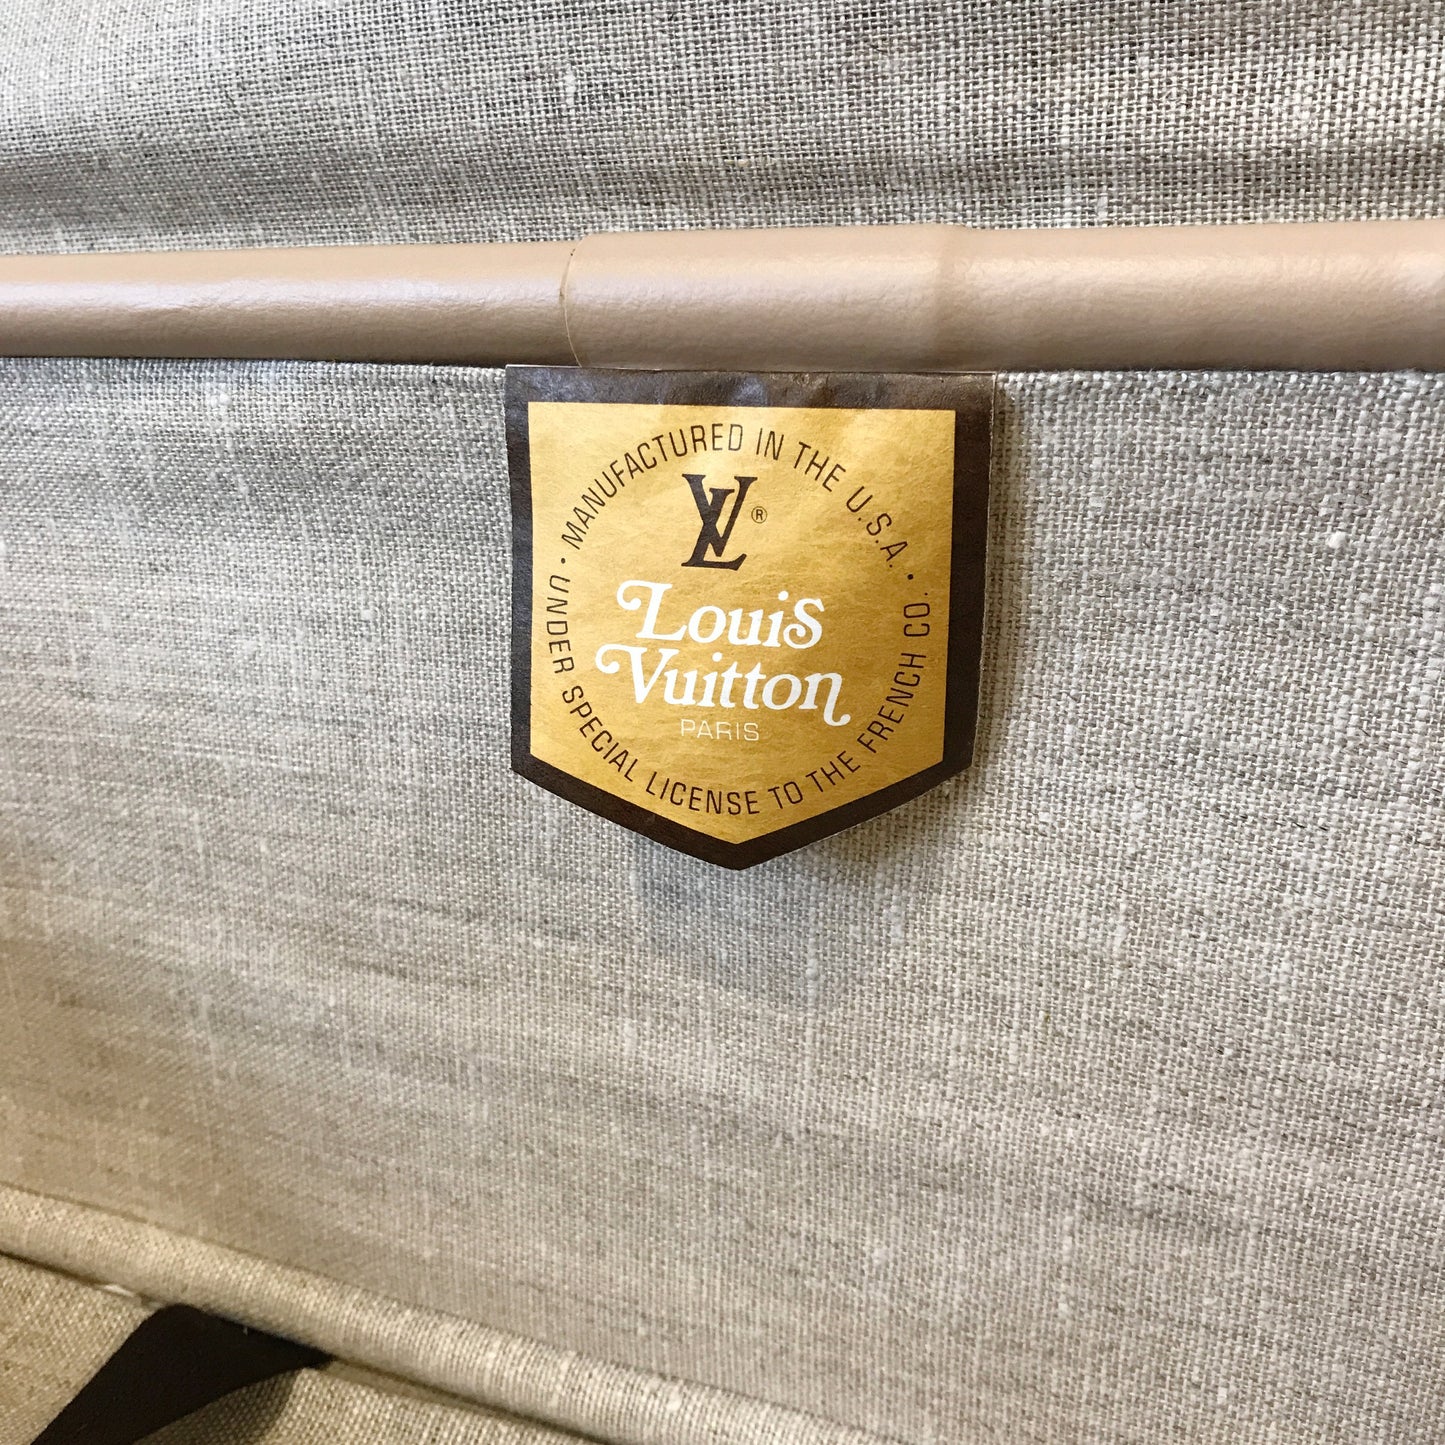 · MANUFACTURED IN THE U.S.A. ·
UNDER SPECIAL LICENSE TO THE FRENCH CO.
LV ®
Louis
Vuitton
PARIS